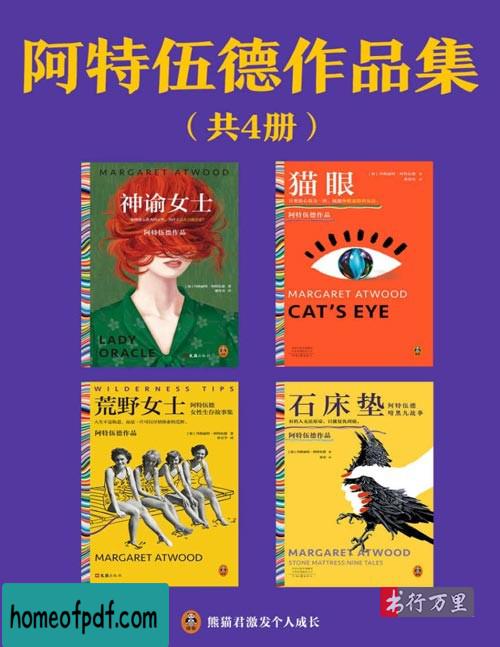 阿特伍德作品集
（共4册）
MARGARET ATWOOD
神谕女士
阿特伍德作品
LADY
ORACLE
猫眼
阿特伍德作品
MARGARET ATWOOD
CAT'S EYE
WILDERNESS TIPS
荒野女士
阿特伍德
女性生存故事集
阿特伍德作品
MARGARET ATWOOD
石床垫
阿特伍德
暗黑九故事
阿特伍德作品
MARGARET ATWOOD
STONE MATTRESS: NINE TALES
homeofpdf.com
熊猫君激发个人成长
书行万里